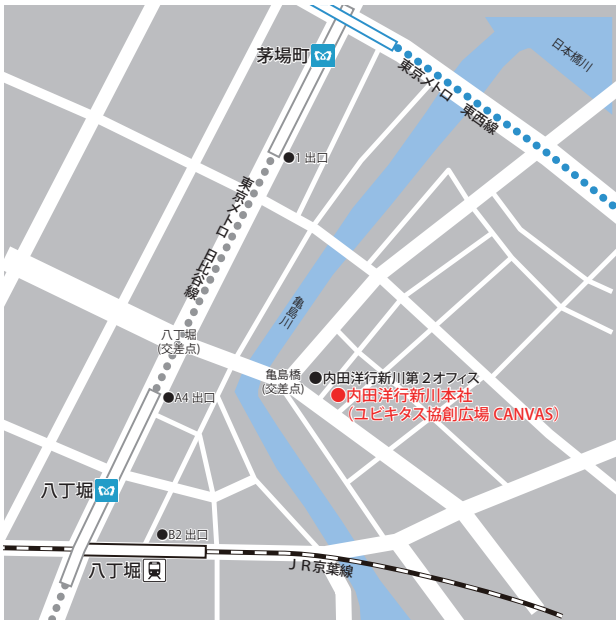 茅場町
日本橋川
東京メトロ 東西線
1 出口
東京メトロ 日比谷線
亀島川
八丁堀
(交差点)
亀島橋
(交差点)
内田洋行新川第２オフィス
内田洋行新川本社
(ユビキタス協創広場 CANVAS)
A4 出口
八丁堀
B2 出口
八丁堀
ＪＲ京葉線